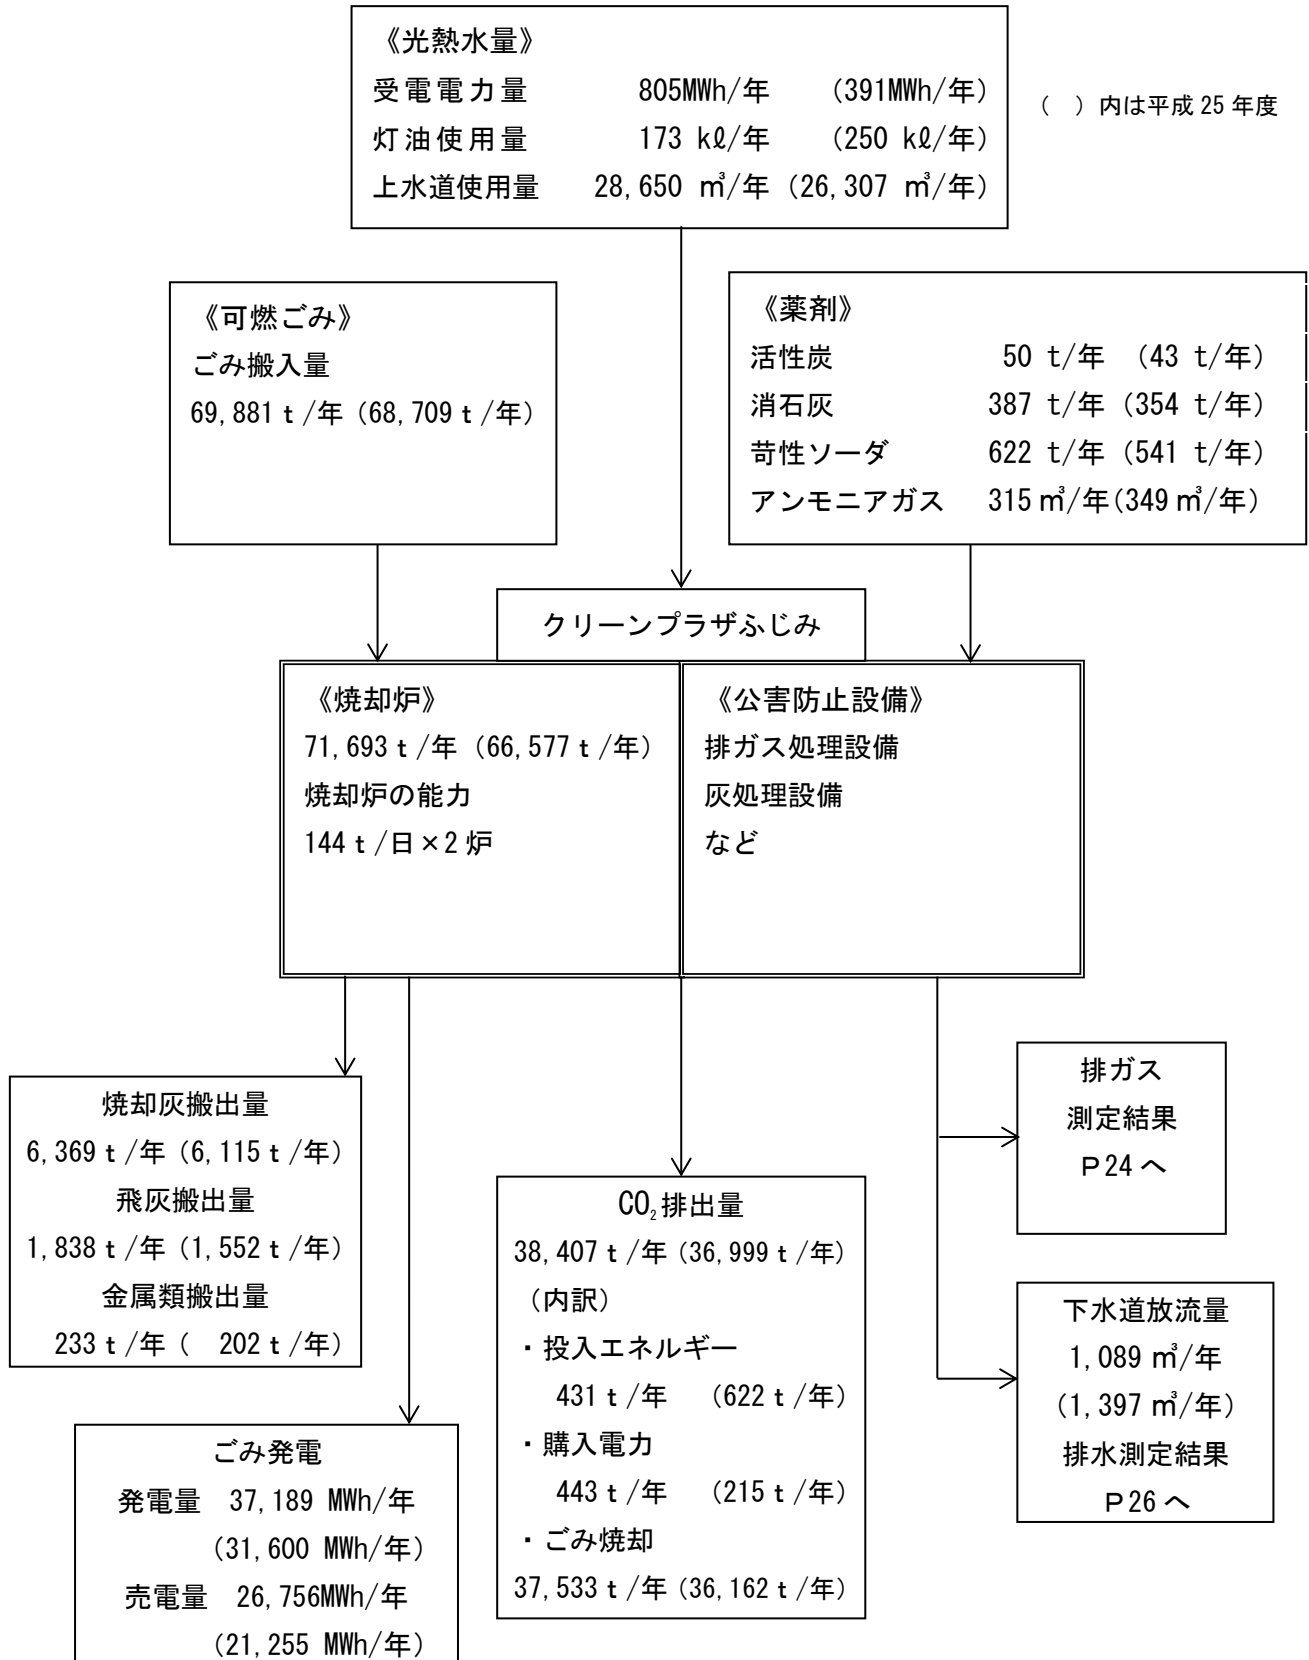 《光熱水量》
受電電力量 805MWh/年 (391MWh/年)
灯油使用量 173 kℓ/年 (250 kℓ/年)
上水道使用量 28,650 ㎥/年 (26,307 ㎥/年)
( )内は平成 25 年度
《可燃ごみ》
ごみ搬入量
69,881 t/年 (68,709 t/年)
《薬剤》
活性炭 50 t/年 (43 t/年)
消石灰 387 t/年 (354 t/年)
苛性ソーダ 622 t/年 (541 t/年)
アンモニアガス 315 ㎥/年(349 ㎥/年)
クリーンプラザふじみ
《焼却炉》
71,693 t/年 (66,577 t/年)
焼却炉の能力
144 t/日×2 炉
《公害防止設備》
排ガス処理設備
灰処理設備
など
焼却灰搬出量
6,369 t/年 (6,115 t/年)
飛灰搬出量
1,838 t/年 (1,552 t/年)
金属類搬出量
233 t/年 ( 202 t/年)
ごみ発電
発電量 37,189 MWh/年
(31,600 MWh/年)
売電量 26,756MWh/年
(21,255 MWh/年)
CO₂排出量
38,407 t/年 (36,999 t/年)
(内訳)
・投入エネルギー
431 t/年 (622 t/年)
・購入電力
443 t/年 (215 t/年)
・ごみ焼却
37,533 t/年 (36,162 t/年)
排ガス
測定結果
P24 へ
下水道放流量
1,089 ㎥/年
(1,397 ㎥/年)
排水測定結果
P26 へ